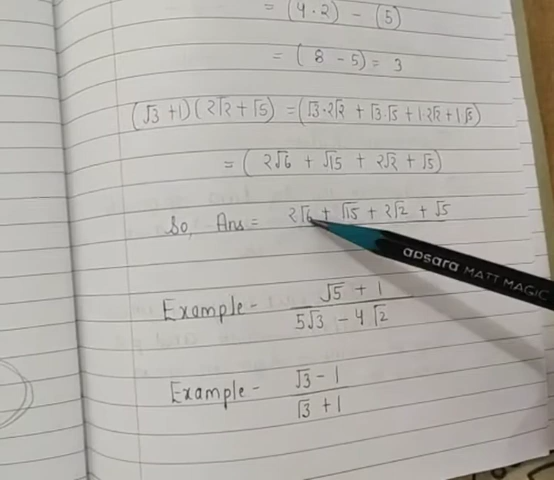 = (4·2) − (5)
= (8 − 5) = 3
(√3 + 1)(2√2 + √5) = (√3·2√2 + √3·√5 + 1·2√2 + 1√5)
= (2√6 + √15 + 2√2 + √5)
So, Ans = 2√6 + √15 + 2√2 + √5
apsara MATT MAGIC
Example - √5 + 1
5√3 − 4√2
Example - √3 − 1
√3 + 1